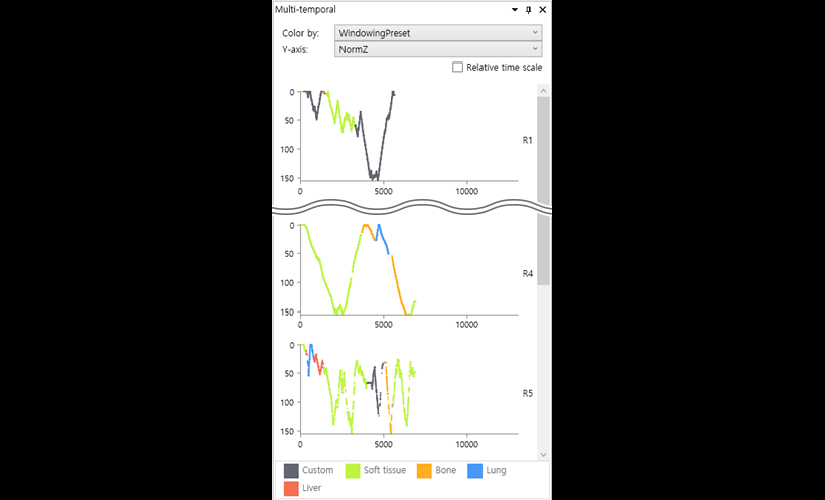 Multi-temporal
Color by: WindowingPreset
Y-axis: NormZ
Relative time scale
0
50
100
150
0 5000 10000
R1
0
50
100
150
0 5000 10000
R4
0
50
100
150
0 5000 10000
R5
Custom Soft tissue Bone Lung
Liver